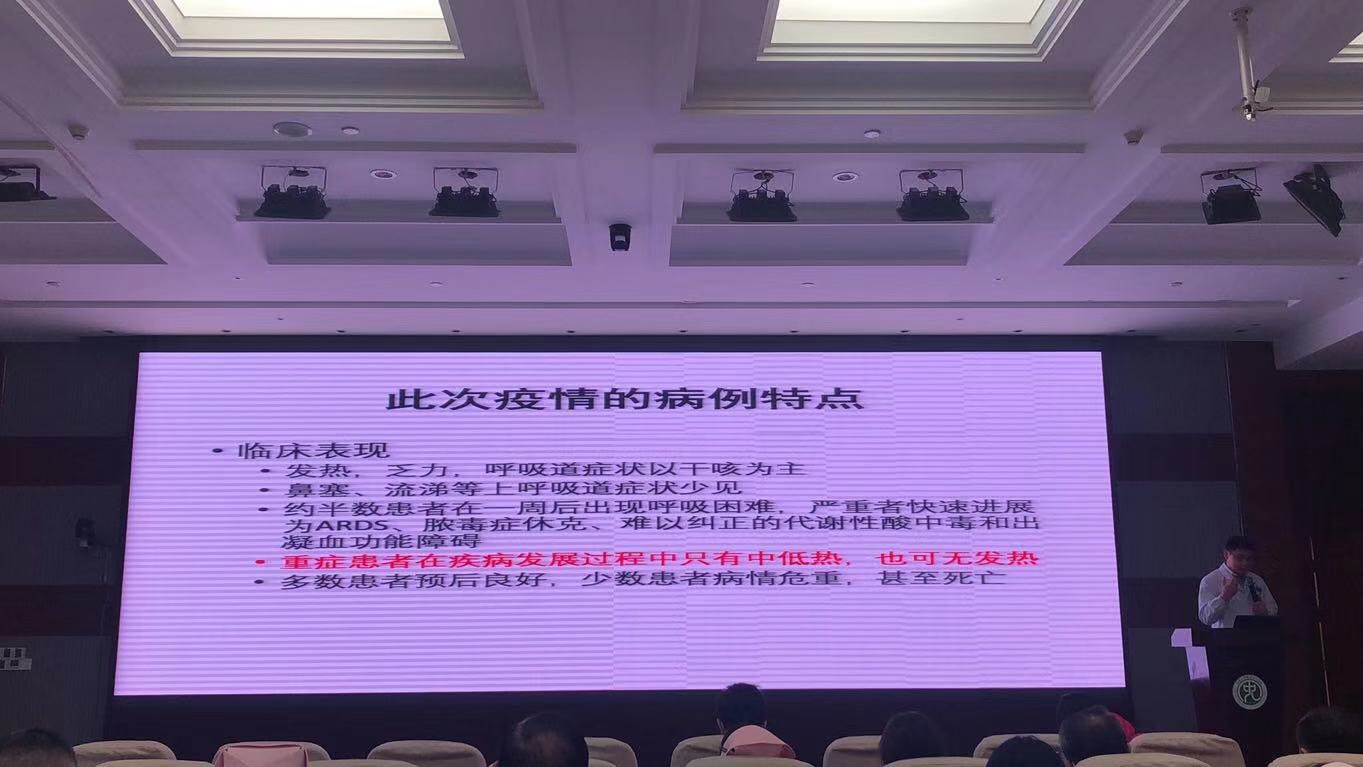 此次疫情的病例特点
• 临床表现
• 发热，乏力，呼吸道症状以干咳为主
• 鼻塞、流涕等上呼吸道症状少见
• 约半数患者在一周后出现呼吸困难，严重者快速进展
为ARDS、脓毒症休克、难以纠正的代谢性酸中毒和出
凝血功能障碍
• 重症患者在疾病发展过程中只有中低热，也可无发热
• 多数患者预后良好，少数患者病情危重，甚至死亡